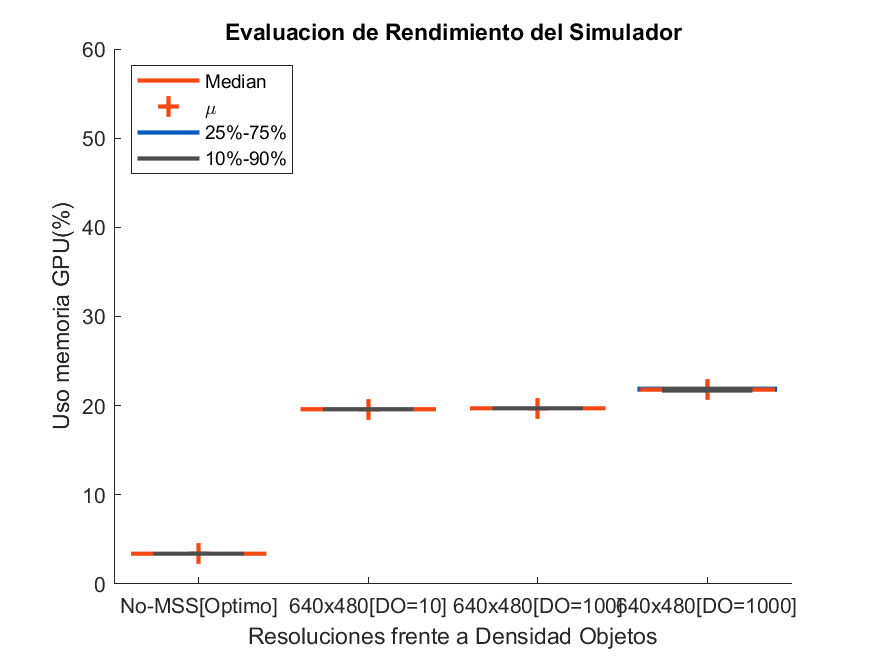 Evaluacion de Rendimiento del Simulador
60
50
40
30
20
10
0
Uso memoria GPU(%)
Median
μ
25%-75%
10%-90%
No-MSS[Optimo]
640x480[DO=10]
640x480[DO=100]
640x480[DO=1000]
Resoluciones frente a Densidad Objetos